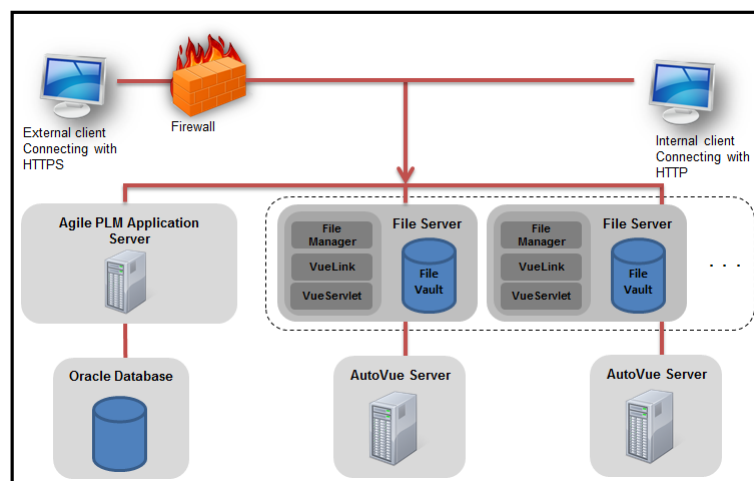 External client
Connecting with
HTTPS
Firewall
Internal client
Connecting with
HTTP
Agile PLM Application
Server
File
Manager
VueLink
VueServlet
File Server
File
Vault
File
Manager
VueLink
VueServlet
File Server
File
Vault
. . .
Oracle Database
AutoVue Server
AutoVue Server